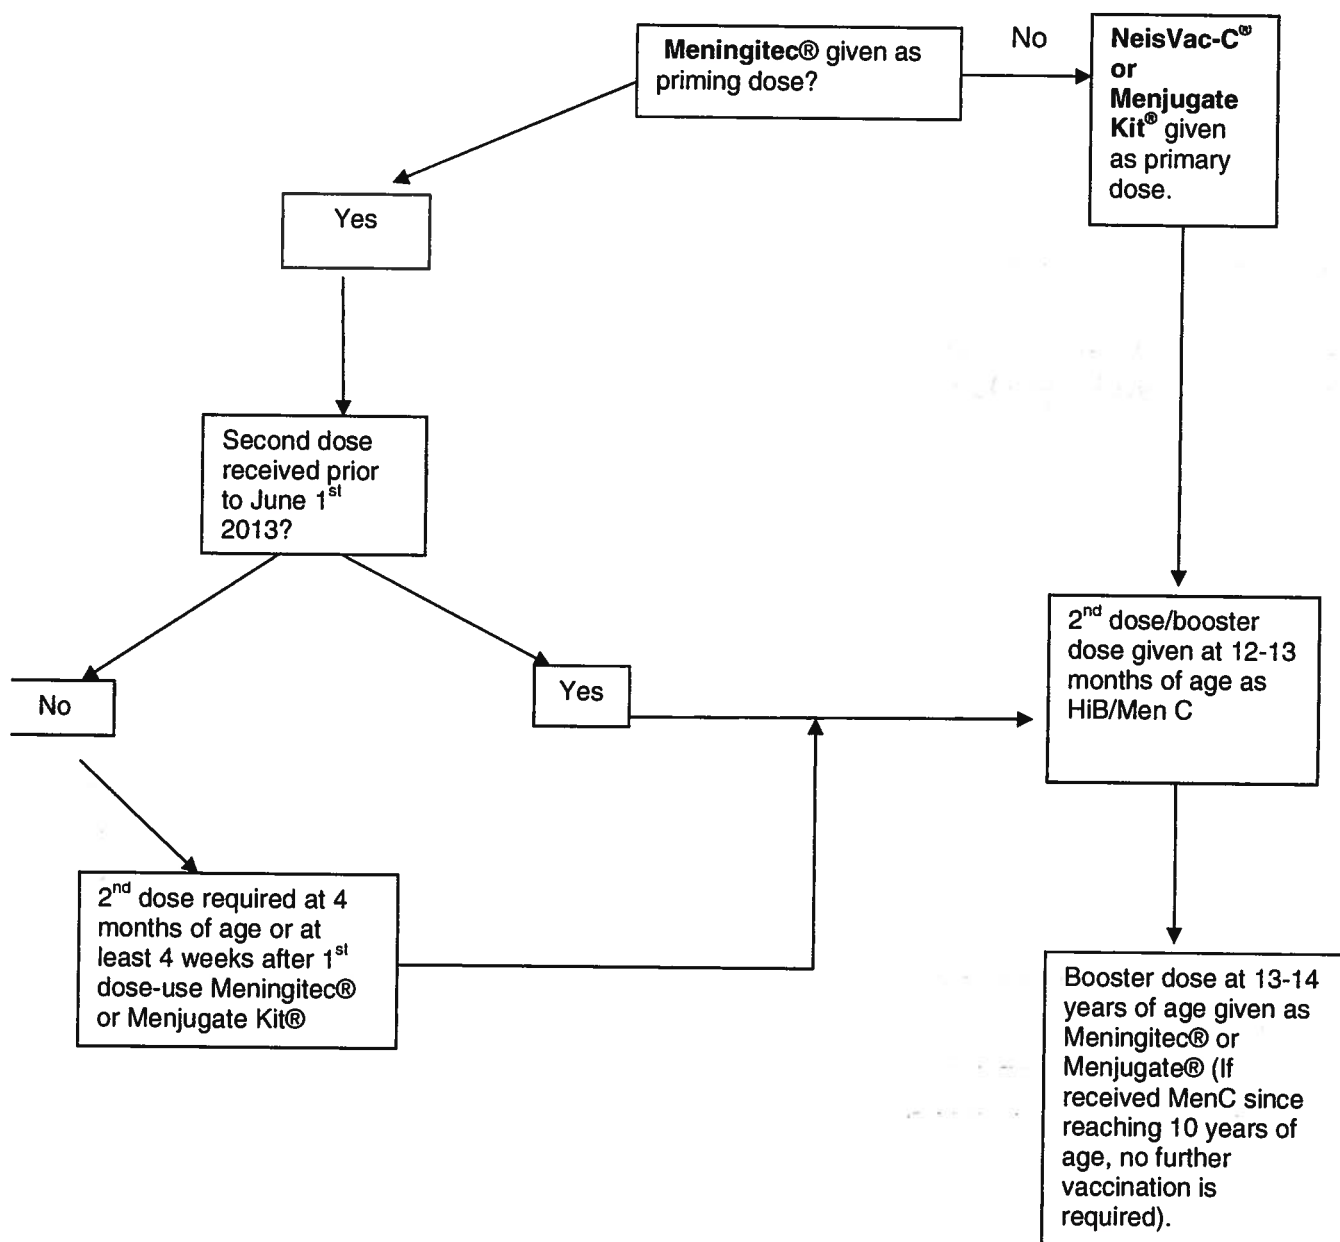 Meningitec® given as
priming dose?
No
NeisVac-C®
or
Menjugate
Kit® given
as primary
dose.
Yes
Second dose
received prior
to June 1st
2013?
No
Yes
2nd dose/booster
dose given at 12-13
months of age as
HiB/Men C
2nd dose required at 4
months of age or at
least 4 weeks after 1st
dose-use Meningitec®
or Menjugate Kit®
Booster dose at 13-14
years of age given as
Meningitec® or
Menjugate® (If
received MenC since
reaching 10 years of
age, no further
vaccination is
required).